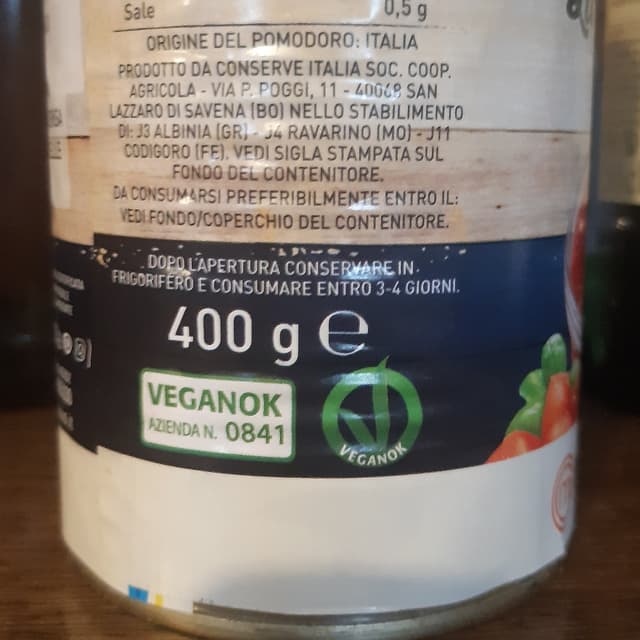 Sale 0,5 g
ORIGINE DEL POMODORO: ITALIA
PRODOTTO DA CONSERVE ITALIA SOC. COOP.
AGRICOLA - VIA P. POGGI, 11 - 40068 SAN
LAZZARO DI SAVENA (BO) NELLO STABILIMENTO
DI: J3 ALBINIA (GR) - J4 RAVARINO (MO) - J11
CODIGORO (FE). VEDI SIGLA STAMPATA SUL
FONDO DEL CONTENITORE.
DA CONSUMARSI PREFERIBILMENTE ENTRO IL:
VEDI FONDO/COPERCHIO DEL CONTENITORE.
DOPO L'APERTURA CONSERVARE IN
FRIGORIFERO E CONSUMARE ENTRO 3-4 GIORNI.
400 g ℮
VEGANOK
AZIENDA N. 0841
VEGANOK